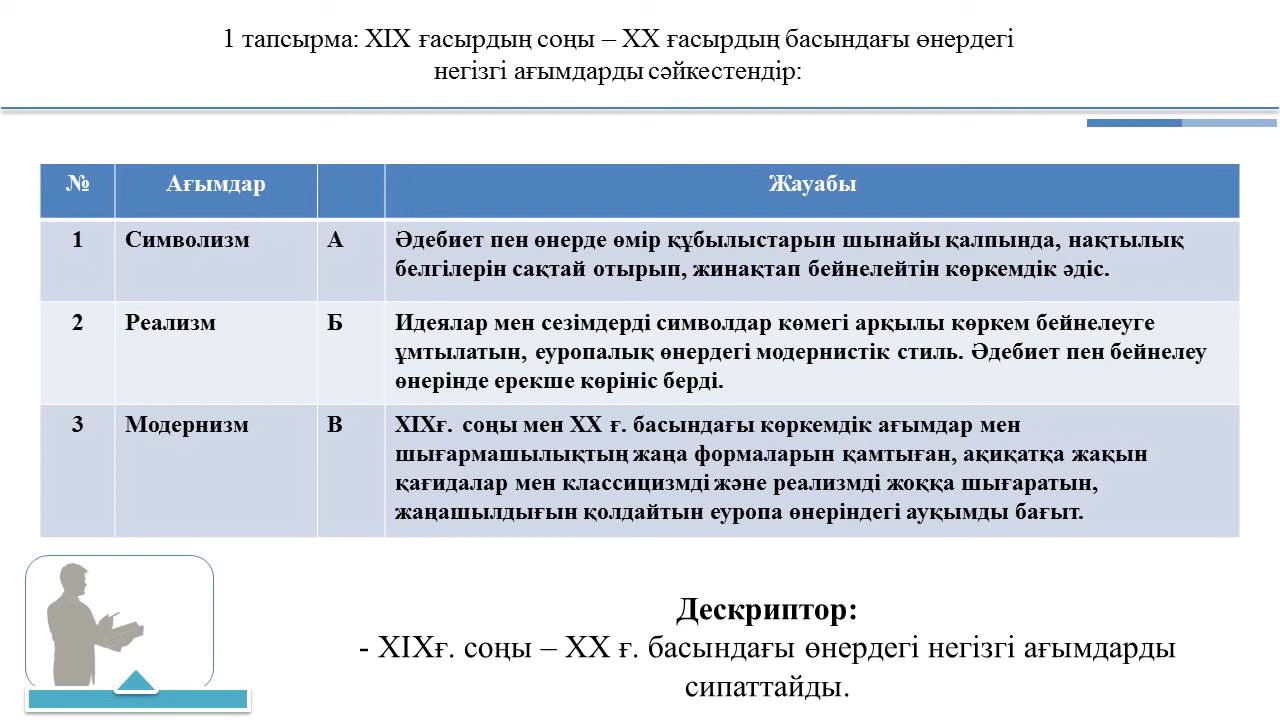 1 тапсырма: XIX ғасырдың соңы – XX ғасырдың басындағы өнердегі
негізгі ағымдарды сәйкестендір:
№ Ағымдар Жауабы
1 Символизм А Әдебиет пен өнерде өмір құбылыстарын шынайы қалпында, нақтылық
белгілерін сақтай отырып, жинақтап бейнелейтін көркемдік әдіс.
2 Реализм Б Идеялар мен сезімдерді символдар көмегі арқылы көркем бейнелеуге
ұмтылатын, еуропалық өнердегі модернистік стиль. Әдебиет пен бейнелеу
өнерінде ерекше көрініс берді.
3 Модернизм В XIXғ. соңы мен XX ғ. басындағы көркемдік ағымдар мен
шығармашылықтың жаңа формаларын қамтыған, ақиқатқа жақын
қағидалар мен классицизмді және реализмді жоққа шығаратын,
жаңашылдығын қолдайтын еуропа өнеріндегі ауқымды бағыт.
Дескриптор:
- XIXғ. соңы – XX ғ. басындағы өнердегі негізгі ағымдарды
сипаттайды.